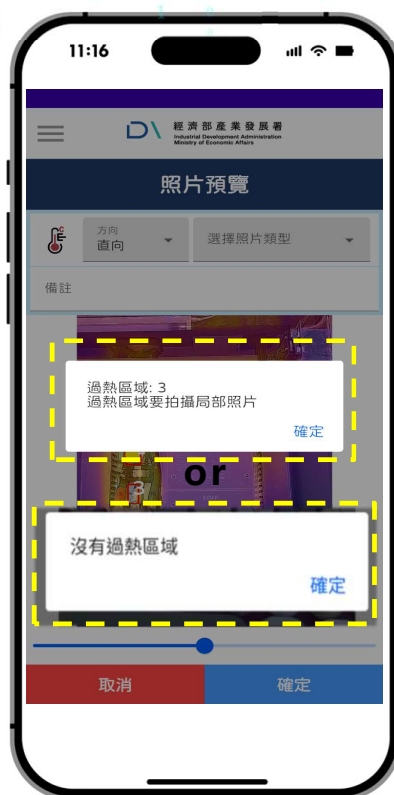 11:16
經濟部產業發展署
Industrial Development Administration
Ministry of Economic Affairs
照片預覽
方向
直向
選擇照片類型
備註
過熱區域: 3
過熱區域要拍攝局部照片
確定
or
3
沒有過熱區域
確定
取消
確定